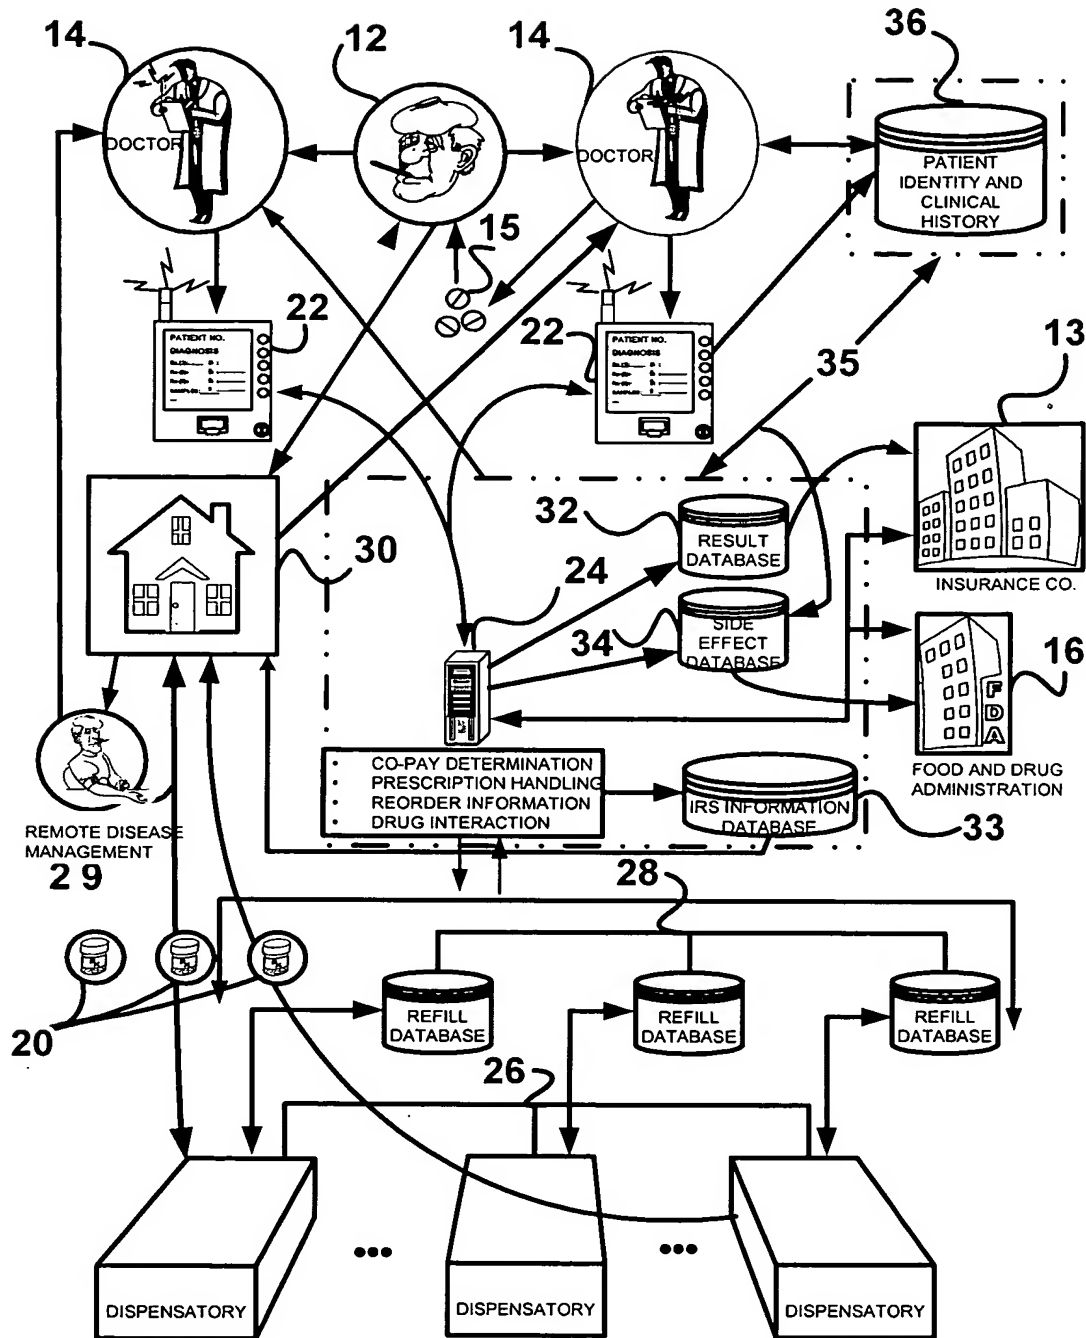 14
12
14
36
DOCTOR
DOCTOR
PATIENT
IDENTITY AND
CLINICAL
HISTORY
15
22
22
PATIENT NO.
DIAGNOSIS
PATIENT NO.
DIAGNOSIS
35
13
32
RESULT
DATABASE
30
24
INSURANCE CO.
34
SIDE
EFFECT
DATABASE
16
FDA
FOOD AND DRUG
ADMINISTRATION
CO-PAY DETERMINATION
PRESCRIPTION HANDLING
REORDER INFORMATION
DRUG INTERACTION
IRS INFORMATION
DATABASE
33
REMOTE DISEASE
MANAGEMENT
29
28
20
REFILL
DATABASE
REFILL
DATABASE
REFILL
DATABASE
26
DISPENSATORY
DISPENSATORY
DISPENSATORY